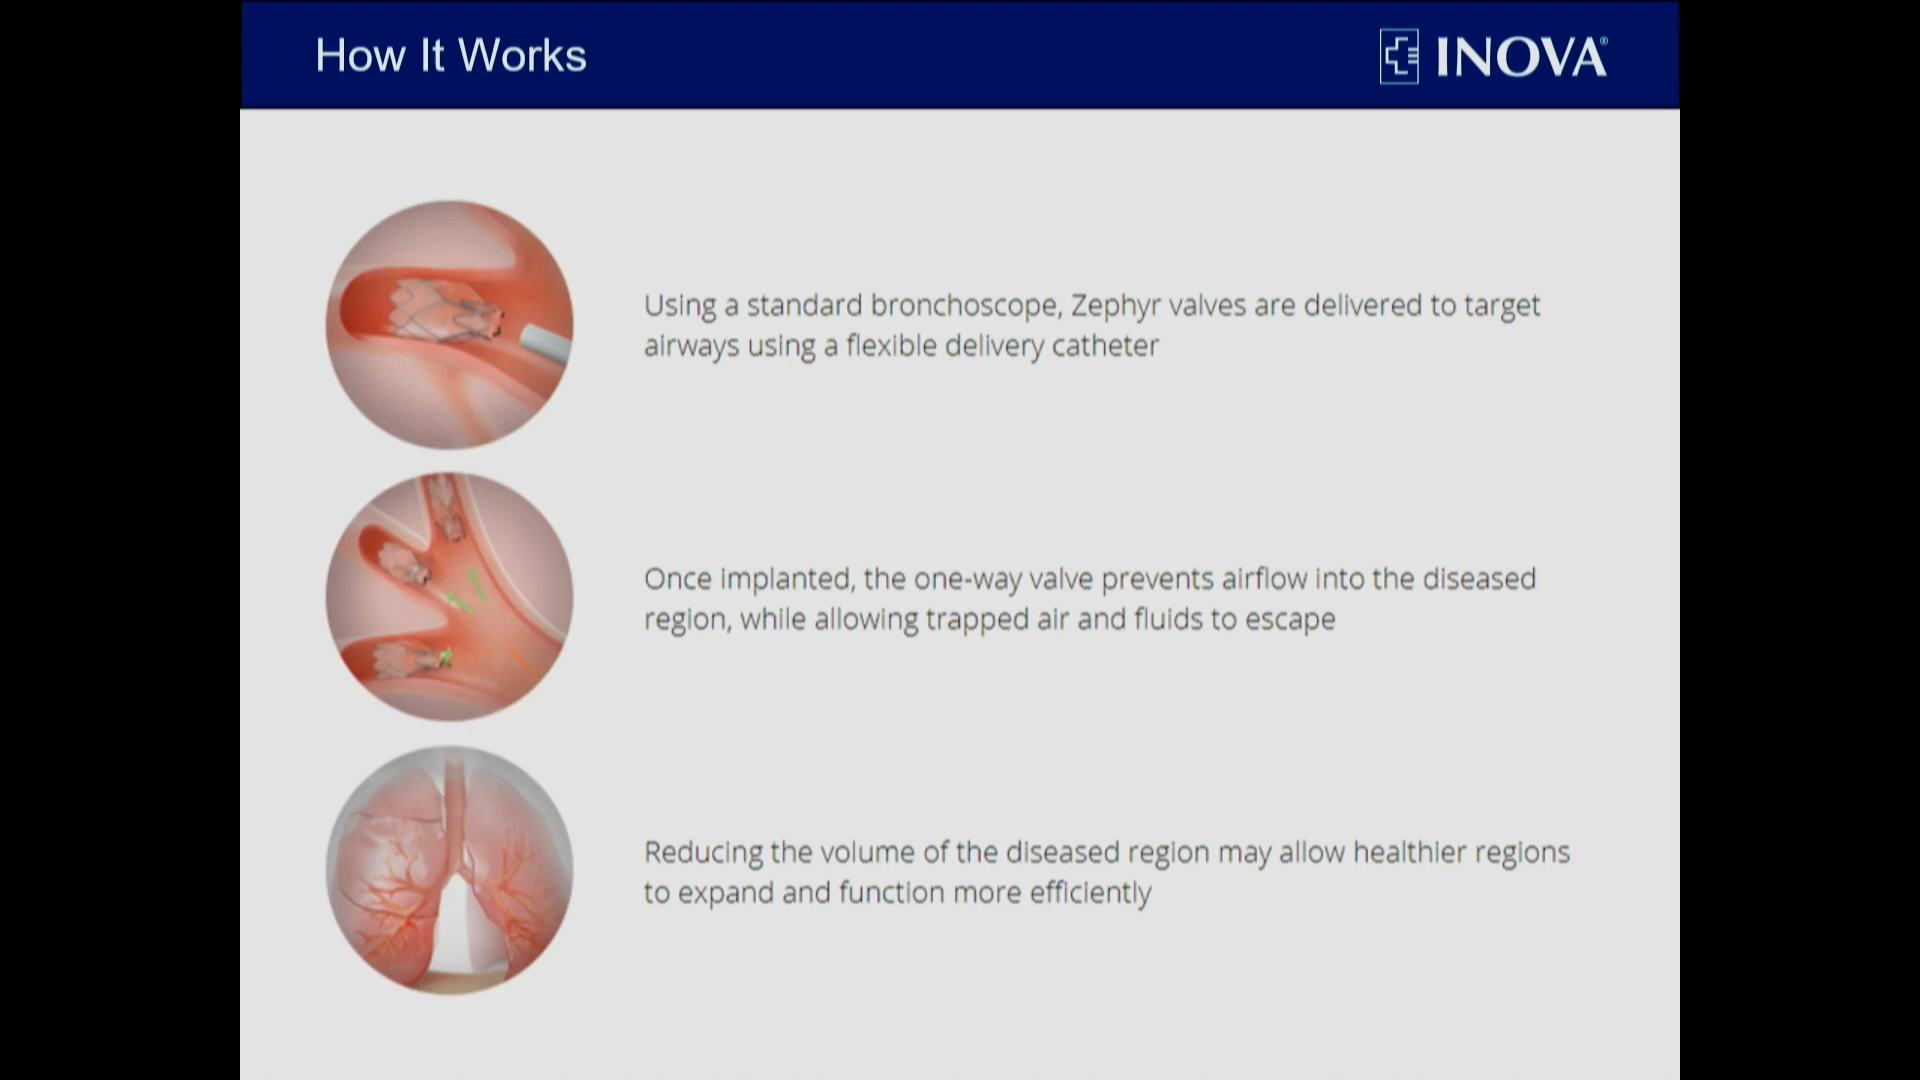 How It Works
INOVA®
Using a standard bronchoscope, Zephyr valves are delivered to target
airways using a flexible delivery catheter
Once implanted, the one-way valve prevents airflow into the diseased
region, while allowing trapped air and fluids to escape
Reducing the volume of the diseased region may allow healthier regions
to expand and function more efficiently